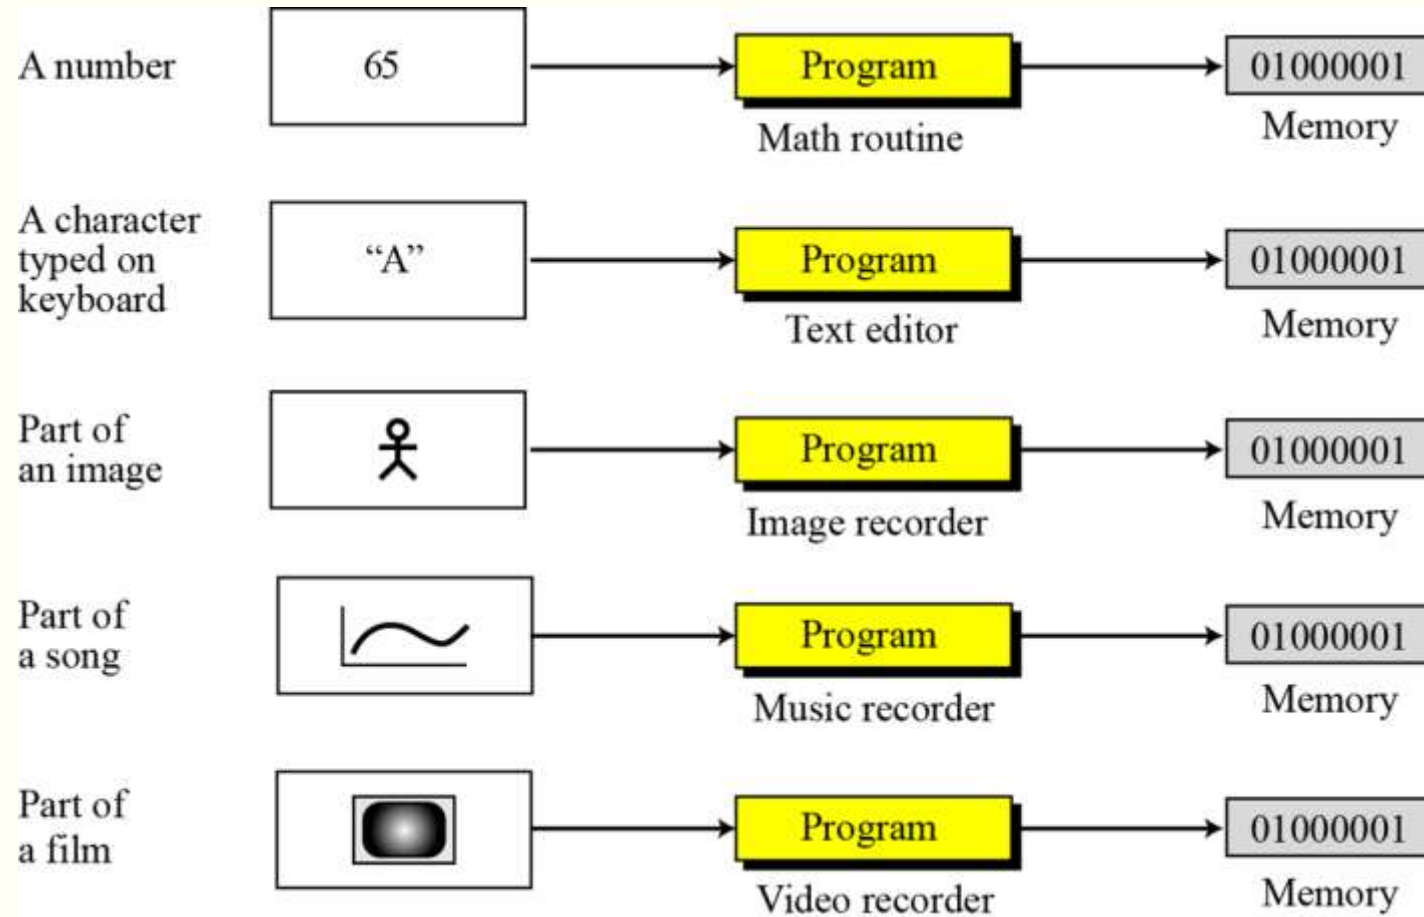 A number
65
Program
01000001
Math routine
Memory
A character
typed on
keyboard
“A”
Program
01000001
Text editor
Memory
Part of
an image
Program
01000001
Image recorder
Memory
Part of
a song
Program
01000001
Music recorder
Memory
Part of
a film
Program
01000001
Video recorder
Memory